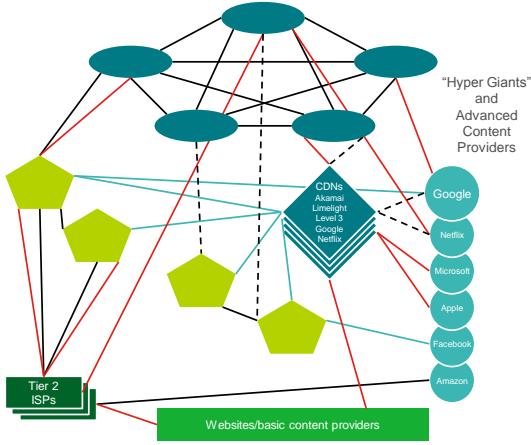 “Hyper Giants”
and
Advanced
Content
Providers
CDNs
Akamai
Limelight
Level 3
Google
Netflix
Google
Netflix
Microsoft
Apple
Facebook
Amazon
Tier 2
ISPs
Websites/basic content providers